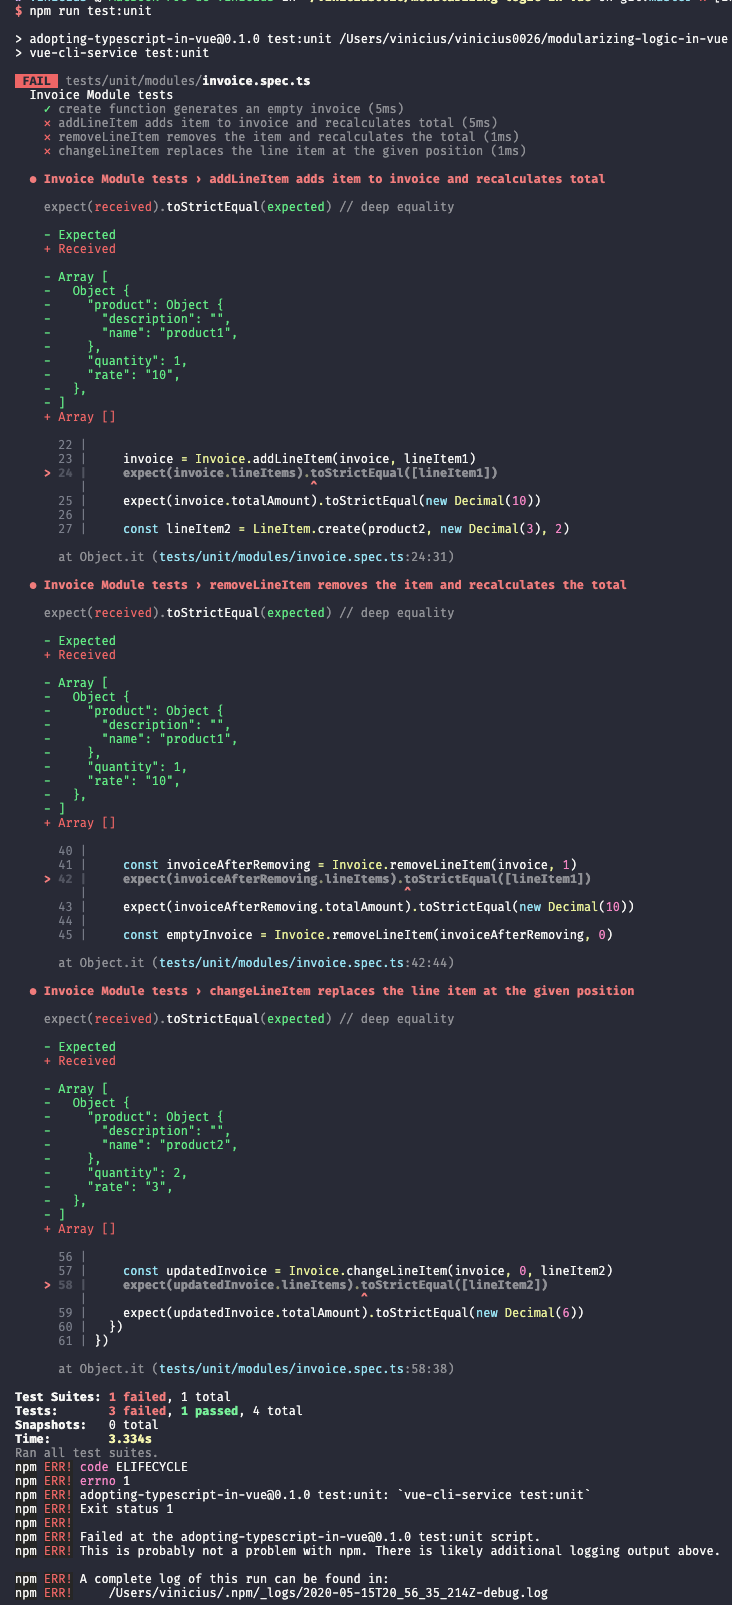 $ npm run test:unit
> adopting-typescript-in-vue@0.1.0 test:unit /Users/vinicius/vinicius0026/modularizing-logic-in-vue
> vue-cli-service test:unit
FAIL tests/unit/modules/invoice.spec.ts
Invoice Module tests
✓ create function generates an empty invoice (5ms)
✕ addLineItem adds item to invoice and recalculates total (5ms)
✕ removeLineItem removes the item and recalculates the total (1ms)
✕ changeLineItem replaces the line item at the given position (1ms)
● Invoice Module tests › addLineItem adds item to invoice and recalculates total
expect(received).toStrictEqual(expected) // deep equality
- Expected
+ Received
- Array [
-   Object {
-     "product": Object {
-       "description": "",
-       "name": "product1",
-     },
-     "quantity": 1,
-     "rate": "10",
-   },
- ]
+ Array []
22 |
23 |     invoice = Invoice.addLineItem(invoice, lineItem1)
> 24 |     expect(invoice.lineItems).toStrictEqual([lineItem1])
|                               ^
25 |     expect(invoice.totalAmount).toStrictEqual(new Decimal(10))
26 |
27 |     const lineItem2 = LineItem.create(product2, new Decimal(3), 2)
at Object.it (tests/unit/modules/invoice.spec.ts:24:31)
● Invoice Module tests › removeLineItem removes the item and recalculates the total
expect(received).toStrictEqual(expected) // deep equality
- Expected
+ Received
- Array [
-   Object {
-     "product": Object {
-       "description": "",
-       "name": "product1",
-     },
-     "quantity": 1,
-     "rate": "10",
-   },
- ]
+ Array []
40 |
41 |     const invoiceAfterRemoving = Invoice.removeLineItem(invoice, 1)
> 42 |     expect(invoiceAfterRemoving.lineItems).toStrictEqual([lineItem1])
|                                            ^
43 |     expect(invoiceAfterRemoving.totalAmount).toStrictEqual(new Decimal(10))
44 |
45 |     const emptyInvoice = Invoice.removeLineItem(invoiceAfterRemoving, 0)
at Object.it (tests/unit/modules/invoice.spec.ts:42:44)
● Invoice Module tests › changeLineItem replaces the line item at the given position
expect(received).toStrictEqual(expected) // deep equality
- Expected
+ Received
- Array [
-   Object {
-     "product": Object {
-       "description": "",
-       "name": "product2",
-     },
-     "quantity": 2,
-     "rate": "3",
-   },
- ]
+ Array []
56 |
57 |     const updatedInvoice = Invoice.changeLineItem(invoice, 0, lineItem2)
> 58 |     expect(updatedInvoice.lineItems).toStrictEqual([lineItem2])
|                                      ^
59 |     expect(updatedInvoice.totalAmount).toStrictEqual(new Decimal(6))
60 |   })
61 | })
at Object.it (tests/unit/modules/invoice.spec.ts:58:38)
Test Suites: 1 failed, 1 total
Tests:       3 failed, 1 passed, 4 total
Snapshots:   0 total
Time:        3.334s
Ran all test suites.
npm ERR! code ELIFECYCLE
npm ERR! errno 1
npm ERR! adopting-typescript-in-vue@0.1.0 test:unit: `vue-cli-service test:unit`
npm ERR! Exit status 1
npm ERR!
npm ERR! Failed at the adopting-typescript-in-vue@0.1.0 test:unit script.
npm ERR! This is probably not a problem with npm. There is likely additional logging output above.
npm ERR! A complete log of this run can be found in:
npm ERR!     /Users/vinicius/.npm/_logs/2020-05-15T20_56_35_214Z-debug.log